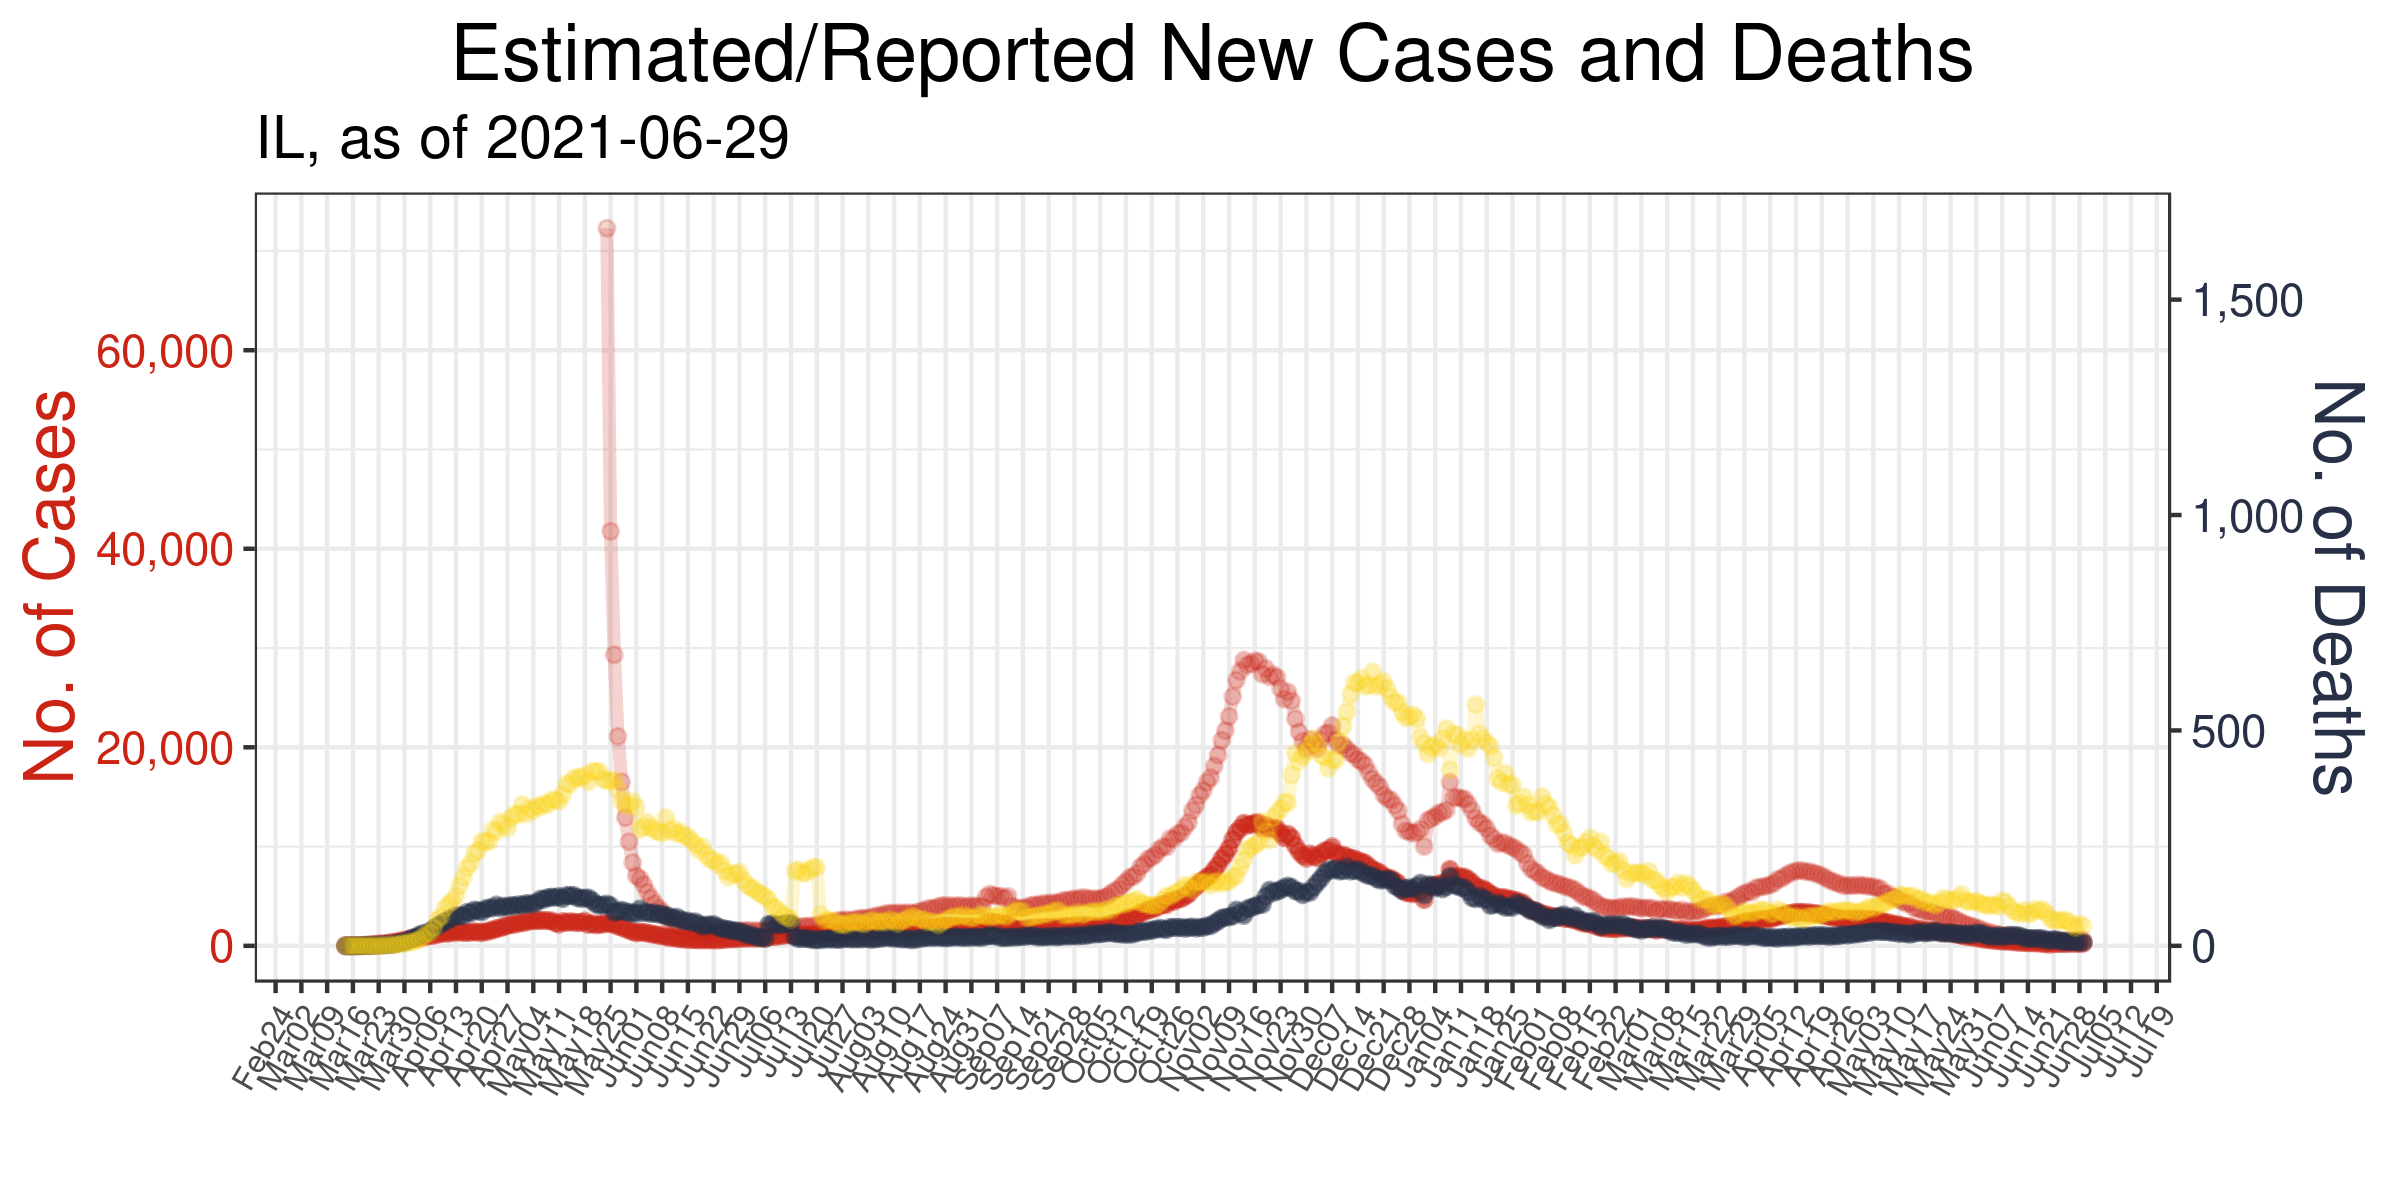 Estimated/Reported New Cases and Deaths
IL, as of 2021-06-29
No. of Cases
60,000
40,000
20,000
0
1,500
1,000
500
0
No. of Deaths
Feb24
Mar02
Mar09
Mar16
Mar23
Mar30
Apr06
Apr13
Apr20
Apr27
May04
May11
May18
May25
Jun01
Jun08
Jun15
Jun22
Jun29
Jul06
Jul13
Jul20
Jul27
Aug03
Aug10
Aug17
Aug24
Aug31
Sep07
Sep14
Sep21
Sep28
Oct05
Oct12
Oct19
Oct26
Nov02
Nov09
Nov16
Nov23
Nov30
Dec07
Dec14
Dec21
Dec28
Jan04
Jan11
Jan18
Jan25
Feb01
Feb08
Feb15
Feb22
Mar01
Mar08
Mar15
Mar22
Mar29
Apr05
Apr12
Apr19
Apr26
May03
May10
May17
May24
May31
Jun07
Jun14
Jun21
Jun28
Jul05
Jul12
Jul19